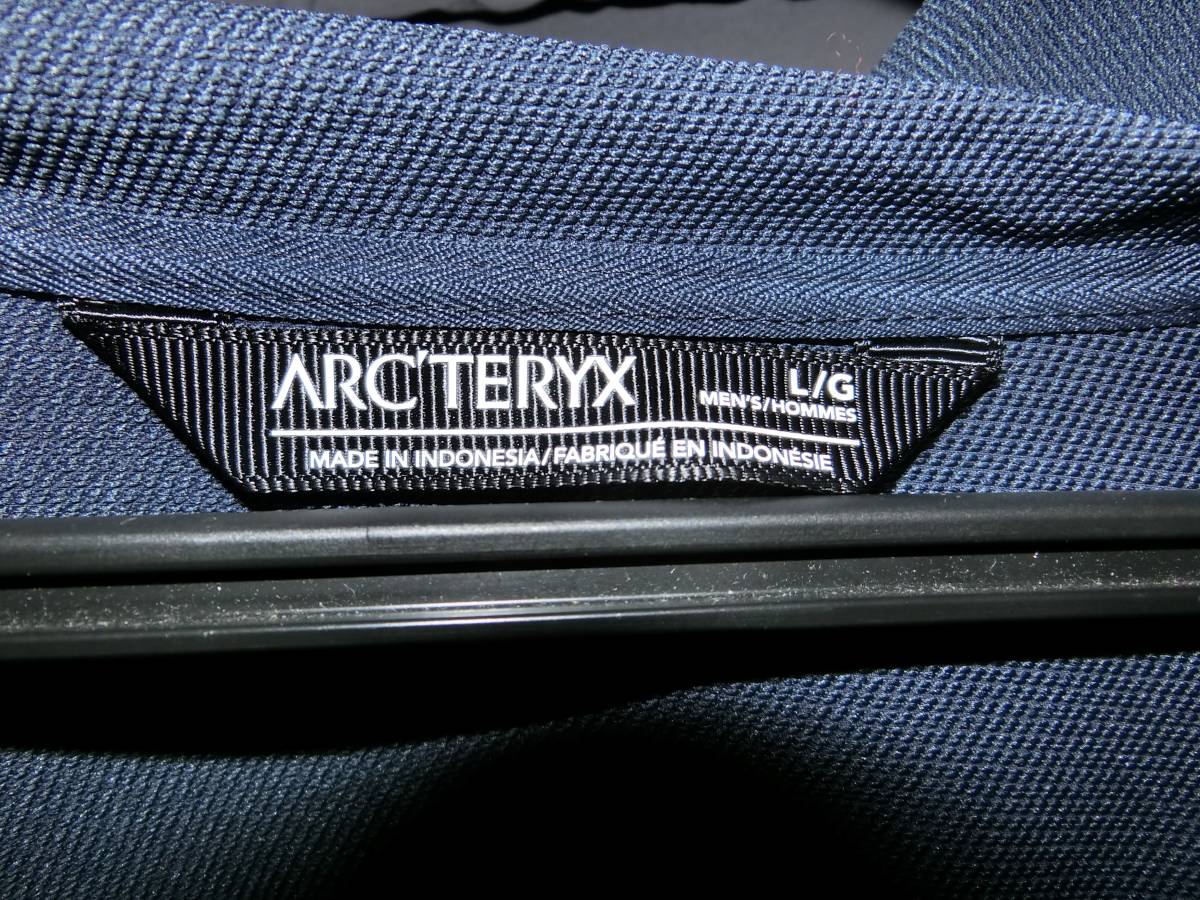 ARC'TERYX
L/G
MEN'S/HOMMES
MADE IN INDONESIA/FABRIQUÉ EN INDONÉSIE